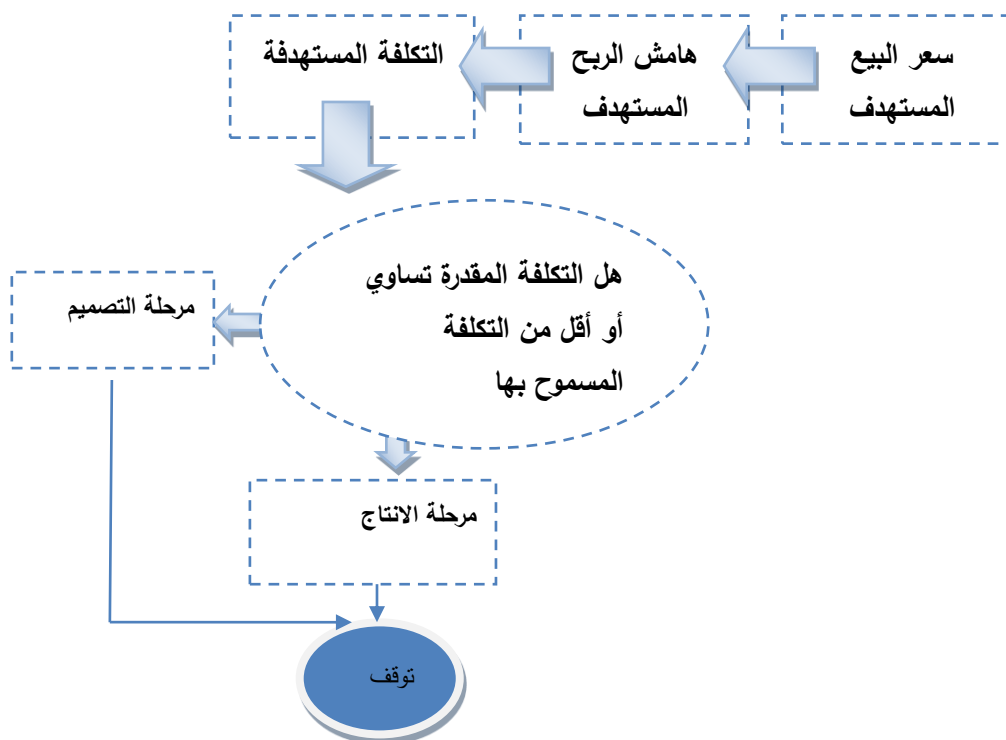 سعر البيع
المستهدف
هامش الربح
المستهدف
التكلفة المستهدفة
هل التكلفة المقدرة تساوي
أو أقل من التكلفة
المسموح بها
مرحلة التصميم
مرحلة الانتاج
توقف